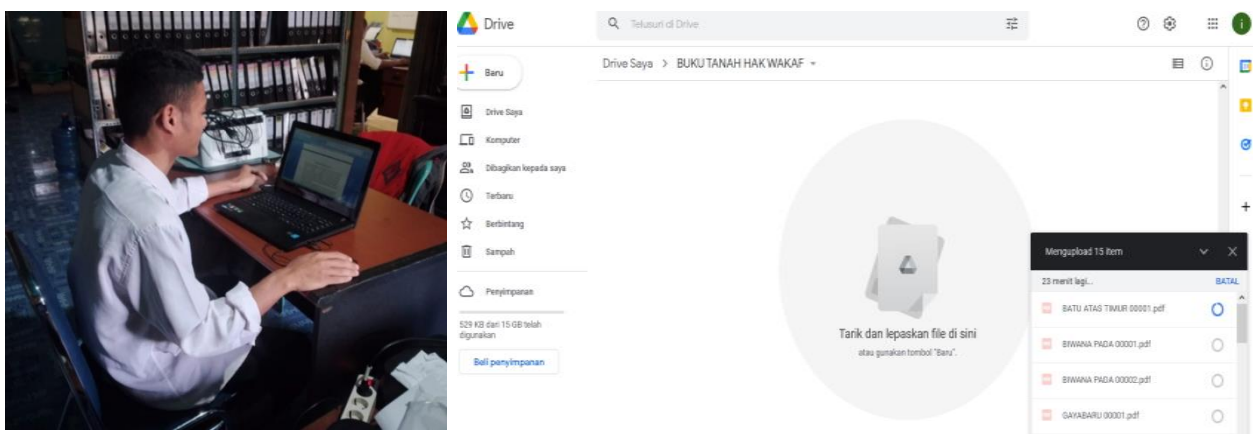 Drive
Telusuri di Drive
i
Baru
Drive Saya > BUKU TANAH HAK WAKAF
Drive Saya
Komputer
Dibagikan kepada saya
Terbaru
Berbintang
Sampah
Penyimpanan
529 KB dari 15 GB telah
digunakan
Beli penyimpanan
Tarik dan lepaskan file di sini
atau gunakan tombol "Baru".
Mengupload 15 item
23 menit lagi...
BATAL
BATU ATAS TIMUR 00001.pdf
BIWANA PADA 00001.pdf
BIWANA PADA 00002.pdf
GAYABARU 00001.pdf